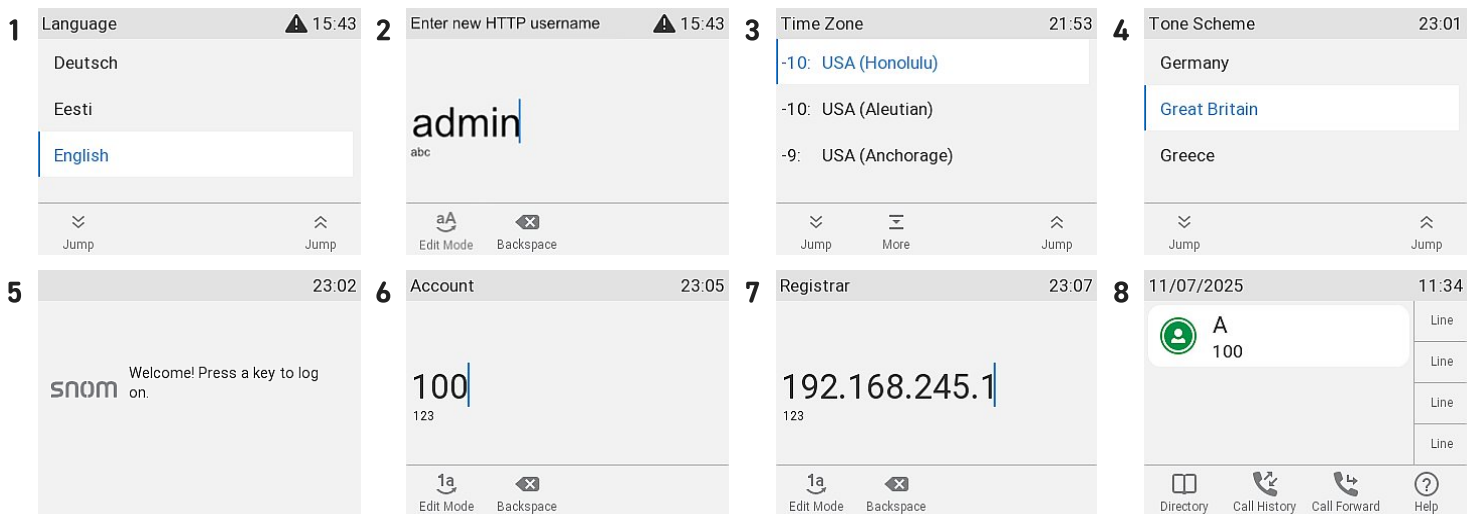 1
Language 15:43
Deutsch
Eesti
English
Jump Jump
2
Enter new HTTP username 15:43
admin
abc
aA
Edit Mode Backspace
3
Time Zone 21:53
-10: USA (Honolulu)
-10: USA (Aleutian)
-9: USA (Anchorage)
Jump More Jump
4
Tone Scheme 23:01
Germany
Great Britain
Greece
Jump Jump
5
23:02
snom
Welcome! Press a key to log
on.
6
Account 23:05
100
123
1a
Edit Mode Backspace
7
Registrar 23:07
192.168.245.1
123
1a
Edit Mode Backspace
8
11/07/2025 11:34
A
100
Line
Line
Line
Line
Directory Call History Call Forward Help